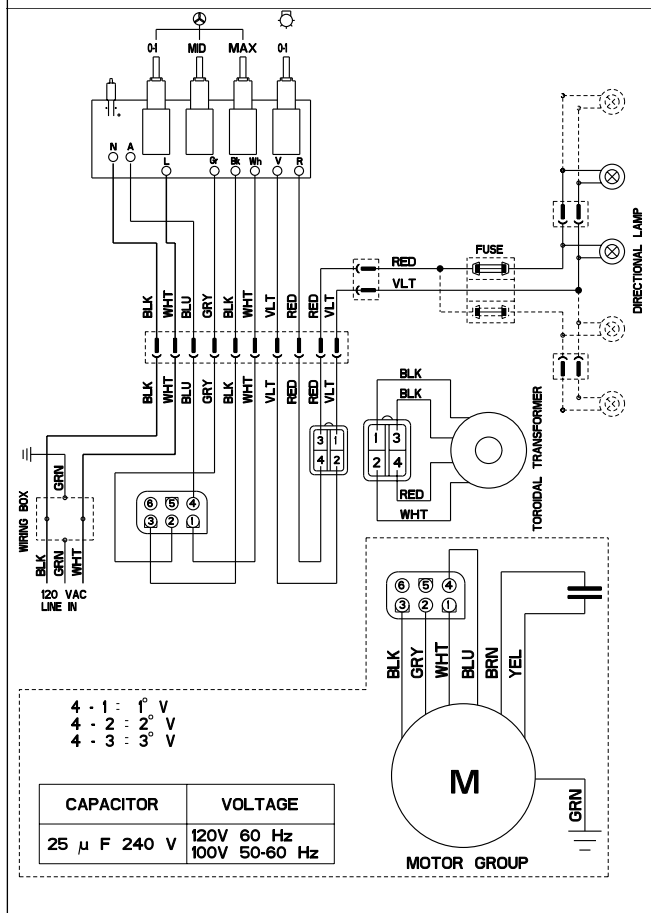 0-1 MID MAX 0-1
N A L Gr Bk Wh V R
BLK WHT BLU GRY BLK WHT VLT RED RED VLT
RED
VLT
FUSE
DIRECTIONAL LAMP
BLK WHT BLU GRY BLK WHT VLT RED RED VLT
3 1
4 2
BLK
BLK
1 3
2 4
RED
WHT
TOROIDAL TRANSFORMER
GRN
WIRING BOX
6 5 4
3 2 1
BLK GRN WHT
120 VAC
LINE IN
6 5 4
3 2 1
BLK GRY WHT BLU BRN YEL
M
GRN
MOTOR GROUP
4 - 1 = 1° V
4 - 2 = 2° V
4 - 3 = 3° V
CAPACITOR VOLTAGE
25 µ F 240 V 120V 60 Hz
100V 50-60 Hz